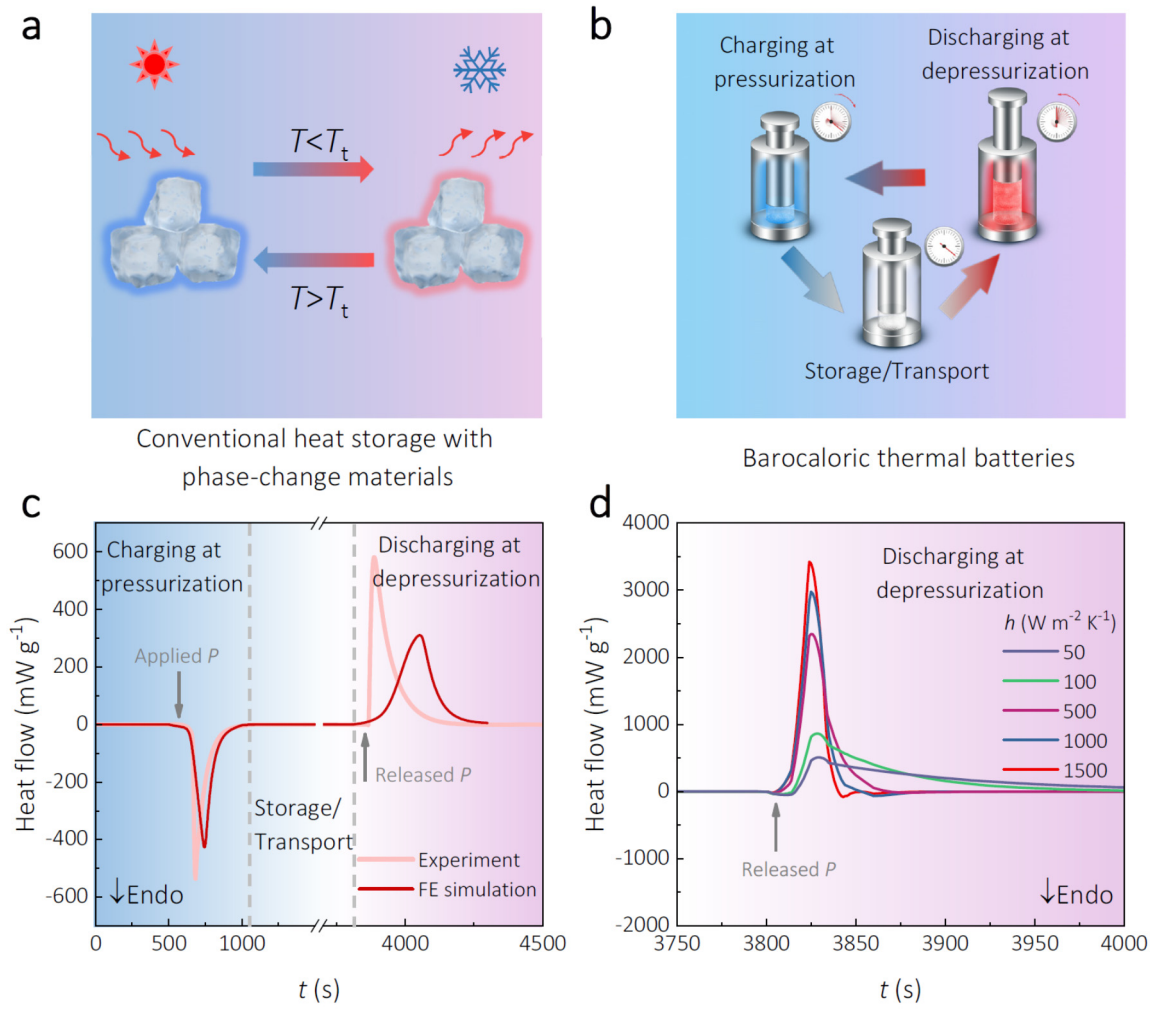 a
T<Tt
T>Tt
Conventional heat storage with
phase-change materials
b
Charging at
pressurization
Discharging at
depressurization
Storage/Transport
Barocaloric thermal batteries
c
Heat flow (mW g-1)
600
400
200
0
-200
-400
-600
Charging at
pressurization
Discharging at
depressurization
Applied P
Released P
Storage/
Transport
Experiment
FE simulation
↓Endo
0
500
1000
4000
4500
t (s)
d
Heat flow (mW g-1)
4000
3000
2000
1000
0
-1000
-2000
Discharging at
depressurization
h (W m-2 K-1)
50
100
500
1000
1500
Released P
↓Endo
3750
3800
3850
3900
3950
4000
t (s)